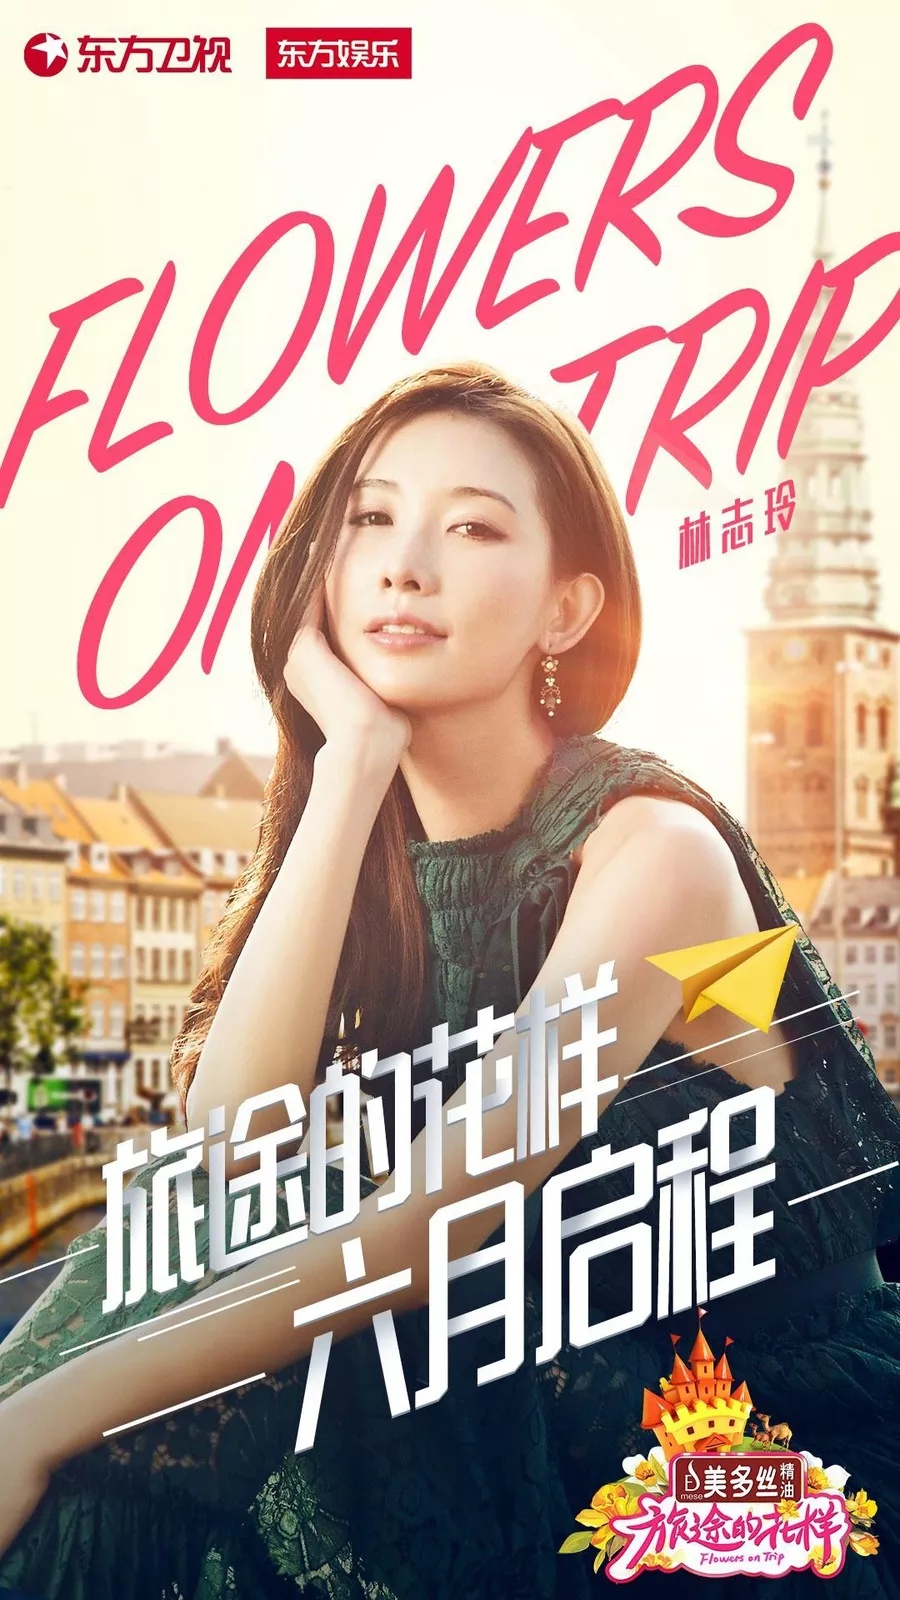 东方卫视 东方娱乐
FLOWERS
ON TRIP
林志玲
旅途的花样
六月启程
mese 美多丝 精油
旅途的花样
Flowers on Trip